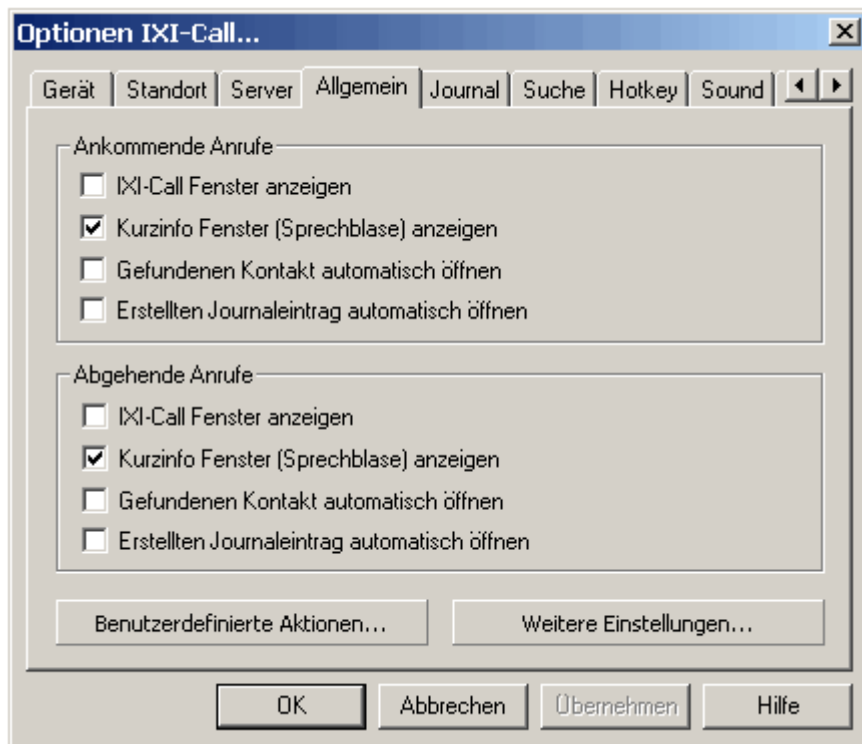 Optionen IXI-Call...
Gerät Standort Server Allgemein Journal Suche Hotkey Sound
Ankommende Anrufe
IXI-Call Fenster anzeigen
Kurzinfo Fenster (Sprechblase) anzeigen
Gefundenen Kontakt automatisch öffnen
Erstellten Journaleintrag automatisch öffnen
Abgehende Anrufe
IXI-Call Fenster anzeigen
Kurzinfo Fenster (Sprechblase) anzeigen
Gefundenen Kontakt automatisch öffnen
Erstellten Journaleintrag automatisch öffnen
Benutzerdefinierte Aktionen... Weitere Einstellungen...
OK Abbrechen Übernehmen Hilfe